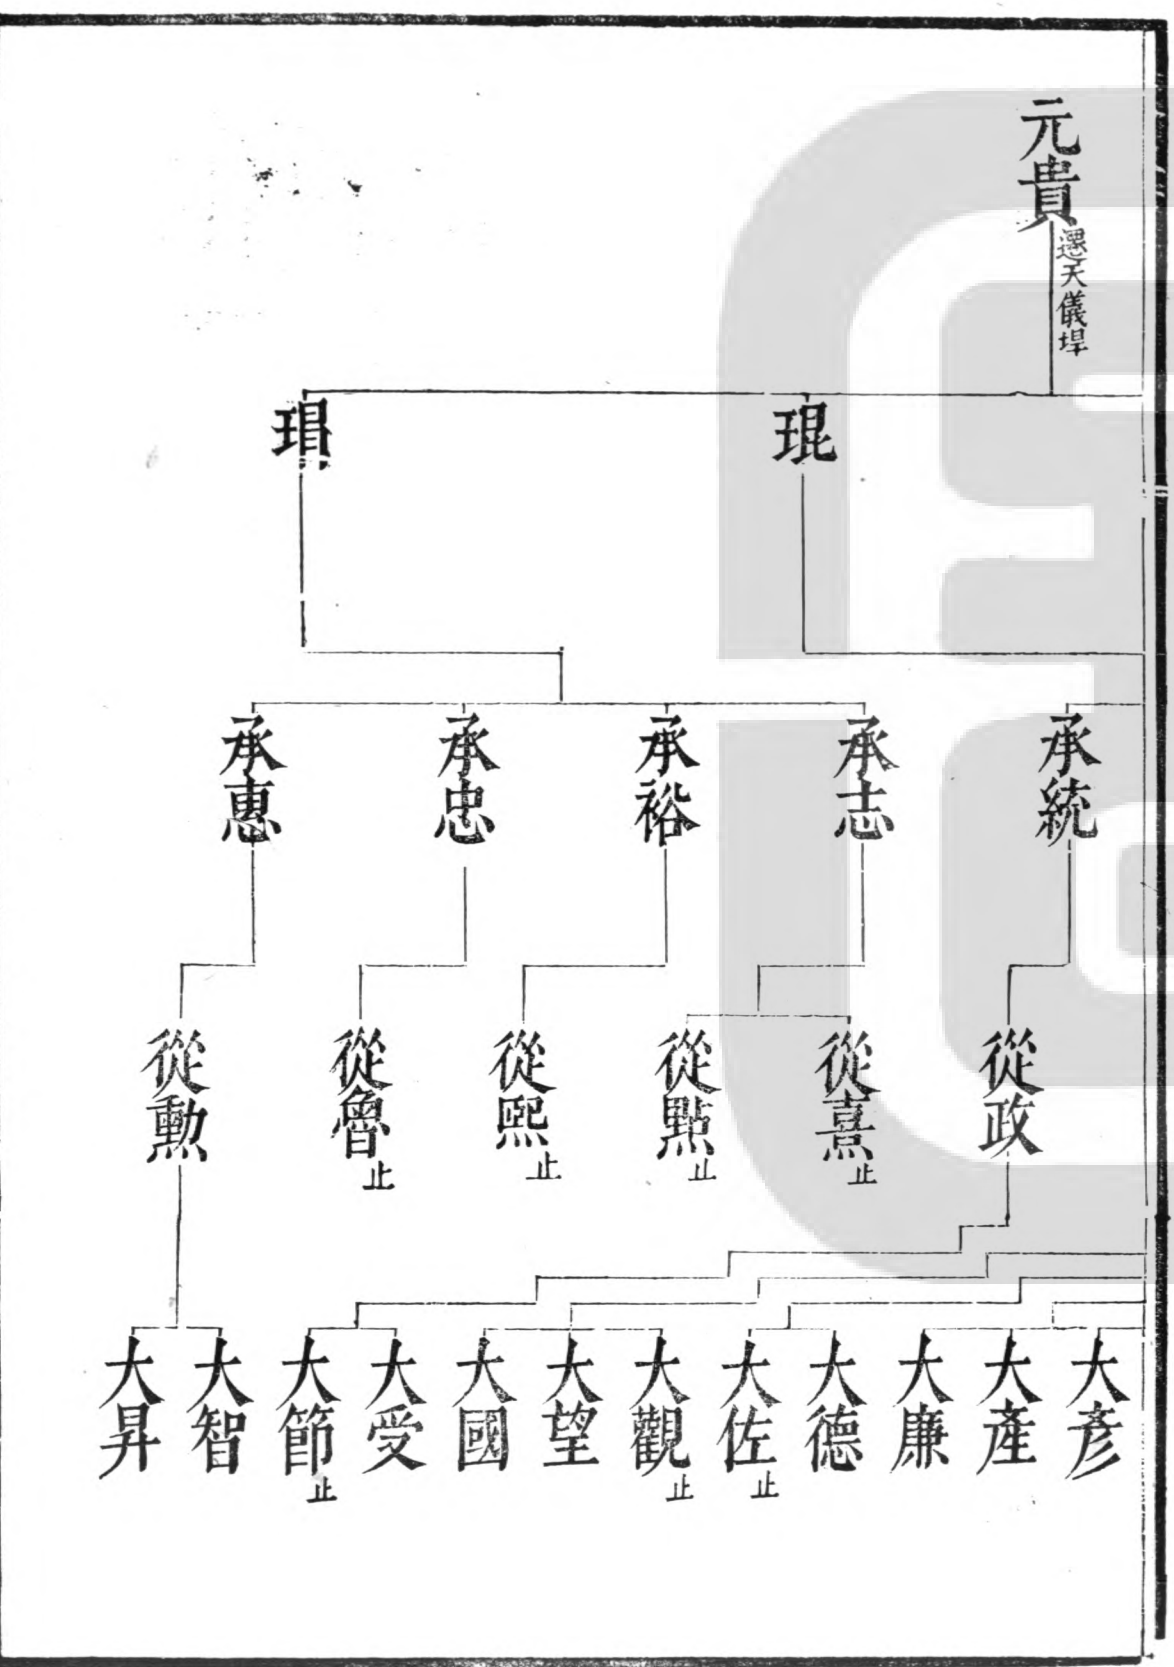 元貴遷天儀垾
琨
瑁
承統
承志
承裕
承忠
承惠
從政
從熹止
從點止
從熙止
從魯止
從勳
大彥
大產
大廉
大德
大佐止
大觀止
大望
大國
大受
大節止
大智
大昇